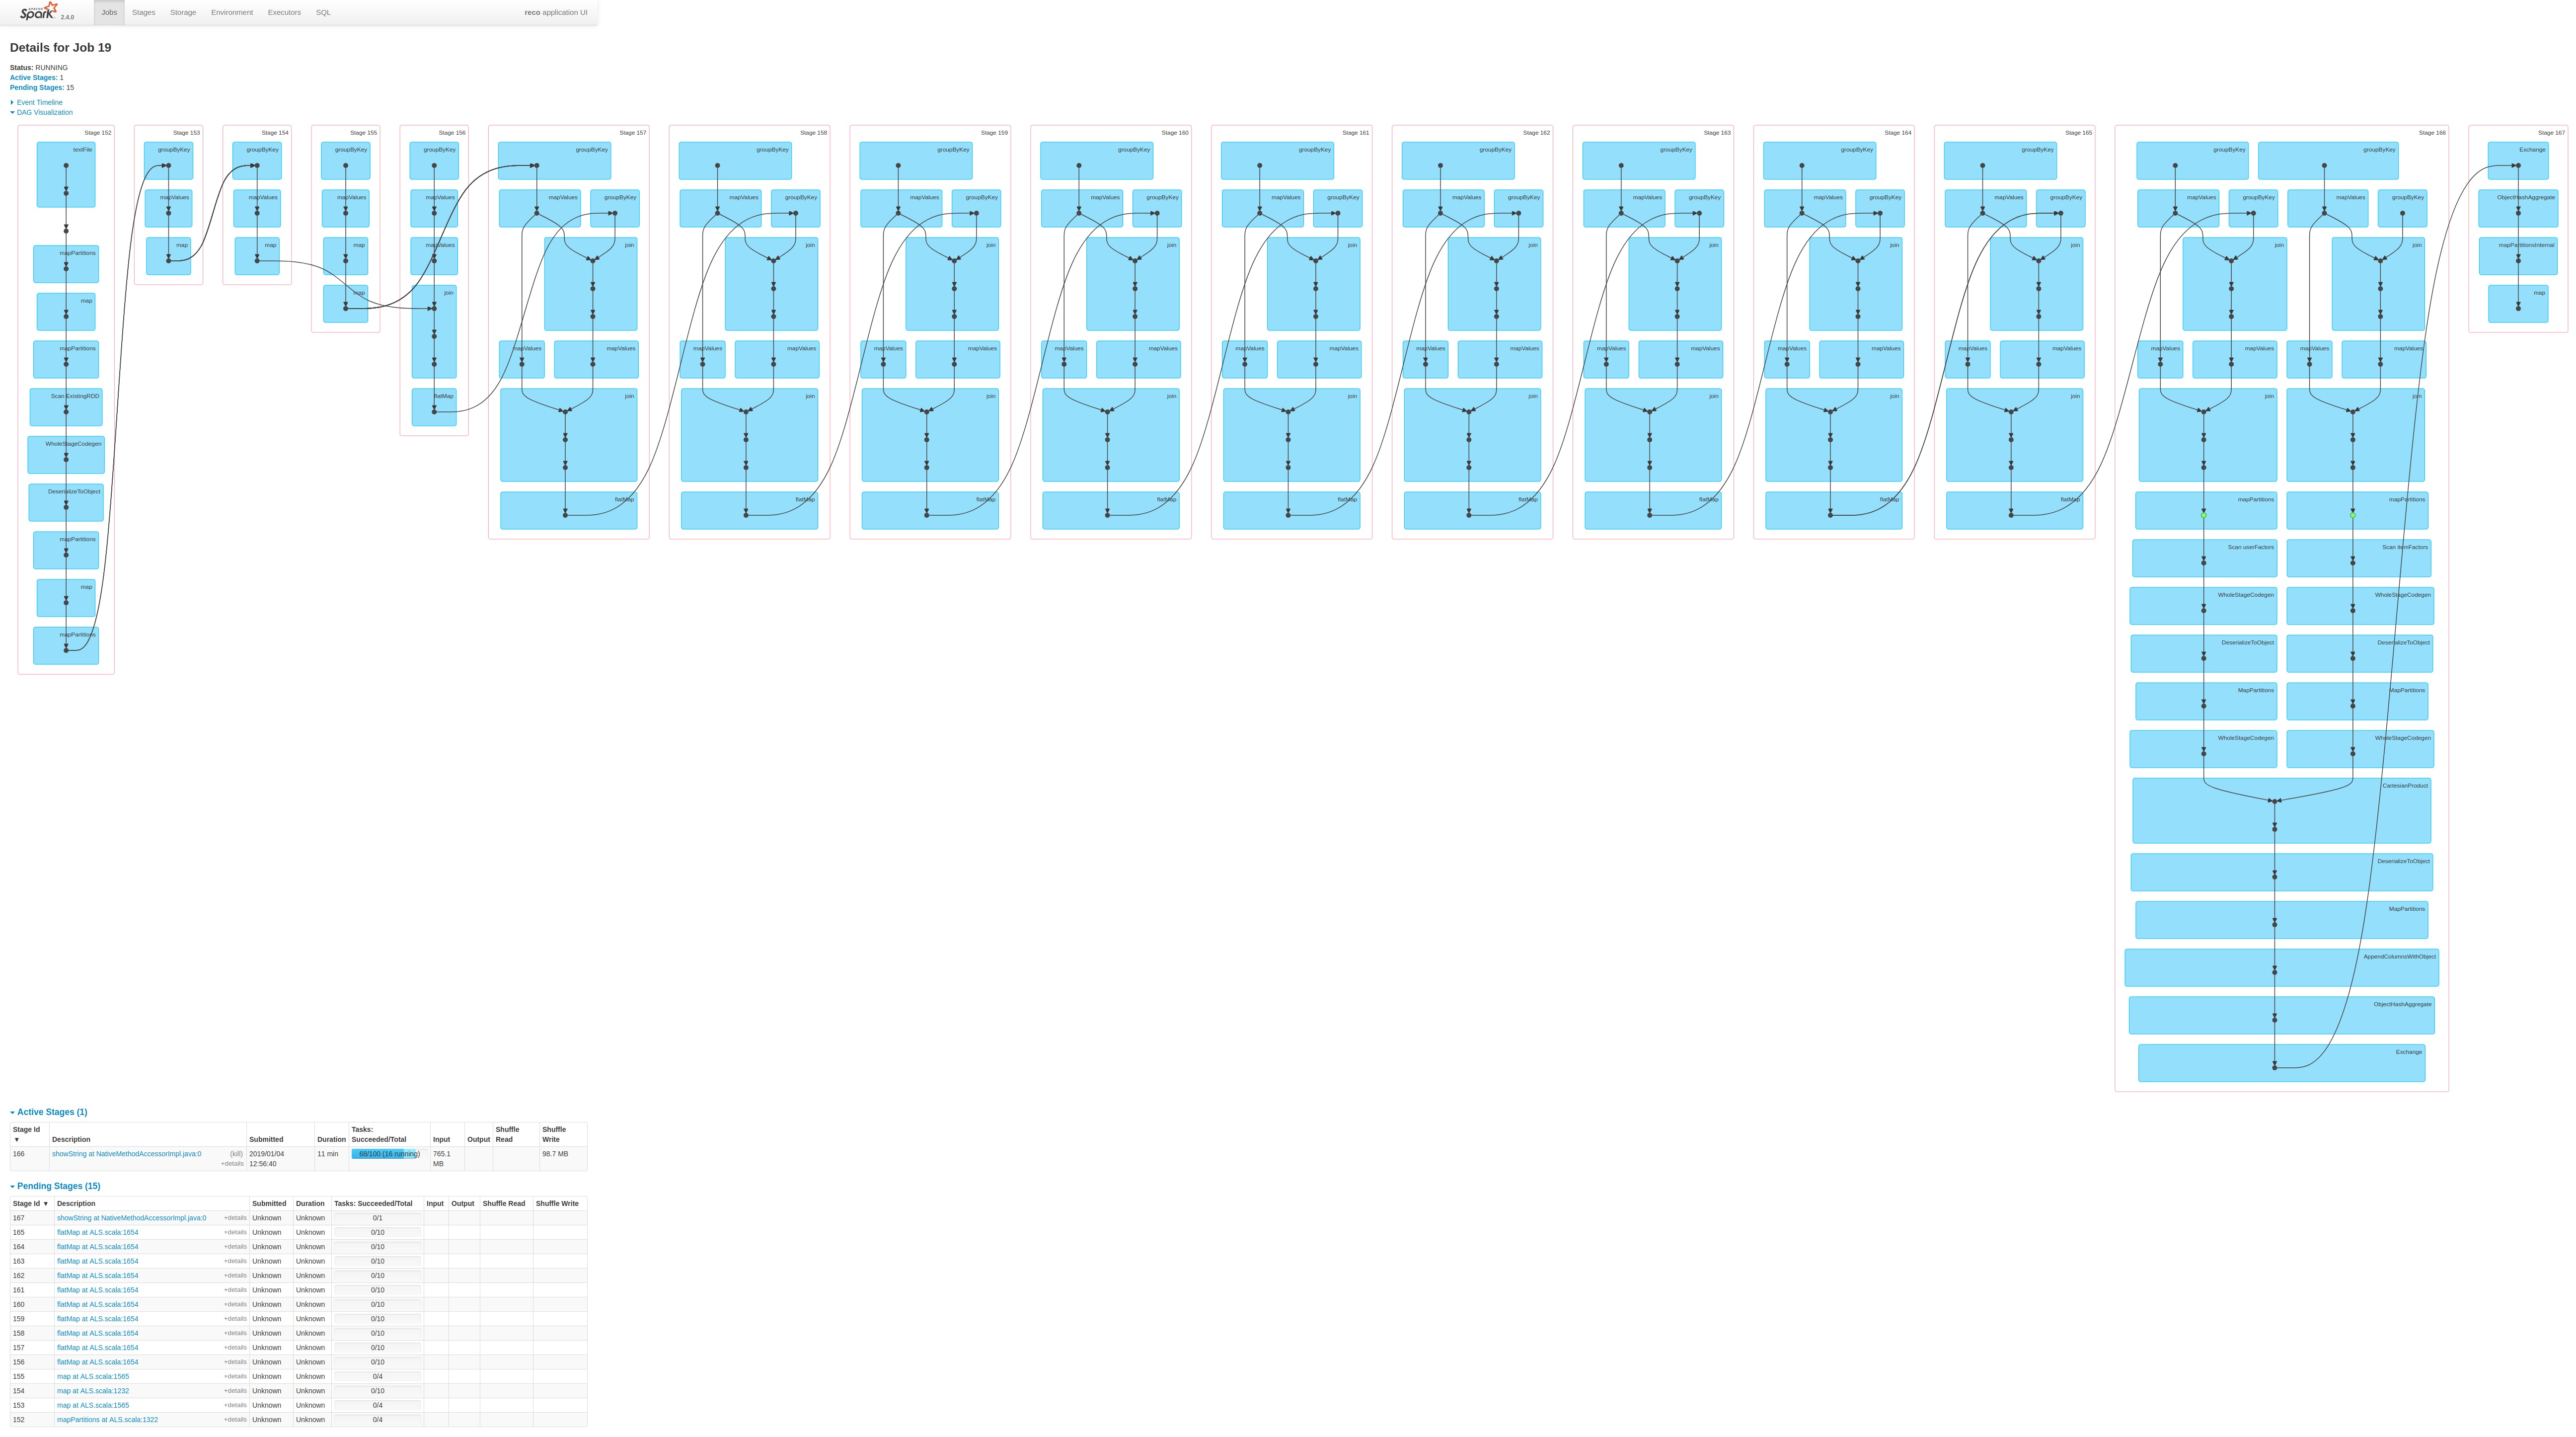 APACHE
Spark 2.4.0 Jobs Stages Storage Environment Executors SQL reco application UI
Details for Job 19
Status: RUNNING
Active Stages: 1
Pending Stages: 15
Event Timeline
DAG Visualization
Stage 152
textFile
mapPartitions
map
mapPartitions
Scan ExistingRDD
WholeStageCodegen
DeserializeToObject
mapPartitions
map
mapPartitions
Stage 153
groupByKey
mapValues
map
Stage 154
groupByKey
mapValues
map
Stage 155
groupByKey
mapValues
map
map
Stage 156
groupByKey
mapValues
mapValues
join
flatMap
Stage 157
groupByKey
mapValues groupByKey
join
mapValues mapValues
join
flatMap
Stage 158
groupByKey
mapValues groupByKey
join
mapValues mapValues
join
flatMap
Stage 159
groupByKey
mapValues groupByKey
join
mapValues mapValues
join
flatMap
Stage 160
groupByKey
mapValues groupByKey
join
mapValues mapValues
join
flatMap
Stage 161
groupByKey
mapValues groupByKey
join
mapValues mapValues
join
flatMap
Stage 162
groupByKey
mapValues groupByKey
join
mapValues mapValues
join
flatMap
Stage 163
groupByKey
mapValues groupByKey
join
mapValues mapValues
join
flatMap
Stage 164
groupByKey
mapValues groupByKey
join
mapValues mapValues
join
flatMap
Stage 165
groupByKey
mapValues groupByKey
join
mapValues mapValues
join
flatMap
Stage 166
groupByKey groupByKey
mapValues groupByKey mapValues groupByKey
join join
mapValues mapValues mapValues mapValues
join join
mapPartitions mapPartitions
Scan userFactors Scan itemFactors
WholeStageCodegen WholeStageCodegen
DeserializeToObject DeserializeToObject
MapPartitions MapPartitions
WholeStageCodegen WholeStageCodegen
CartesianProduct
DeserializeToObject
MapPartitions
AppendColumnsWithObject
ObjectHashAggregate
Exchange
Stage 167
Exchange
ObjectHashAggregate
mapPartitionsInternal
map
Active Stages (1)
Stage Id ▾ Description Submitted Duration Tasks: Succeeded/Total Input Output Shuffle Read Shuffle Write
166 showString at NativeMethodAccessorImpl.java:0 (kill) +details 2019/01/04 12:56:40 11 min 68/100 (16 running) 765.1 MB 98.7 MB
Pending Stages (15)
Stage Id ▾ Description Submitted Duration Tasks: Succeeded/Total Input Output Shuffle Read Shuffle Write
167 showString at NativeMethodAccessorImpl.java:0 +details Unknown Unknown 0/1
165 flatMap at ALS.scala:1654 +details Unknown Unknown 0/10
164 flatMap at ALS.scala:1654 +details Unknown Unknown 0/10
163 flatMap at ALS.scala:1654 +details Unknown Unknown 0/10
162 flatMap at ALS.scala:1654 +details Unknown Unknown 0/10
161 flatMap at ALS.scala:1654 +details Unknown Unknown 0/10
160 flatMap at ALS.scala:1654 +details Unknown Unknown 0/10
159 flatMap at ALS.scala:1654 +details Unknown Unknown 0/10
158 flatMap at ALS.scala:1654 +details Unknown Unknown 0/10
157 flatMap at ALS.scala:1654 +details Unknown Unknown 0/10
156 flatMap at ALS.scala:1654 +details Unknown Unknown 0/10
155 map at ALS.scala:1565 +details Unknown Unknown 0/4
154 map at ALS.scala:1232 +details Unknown Unknown 0/10
153 map at ALS.scala:1565 +details Unknown Unknown 0/4
152 mapPartitions at ALS.scala:1322 +details Unknown Unknown 0/4